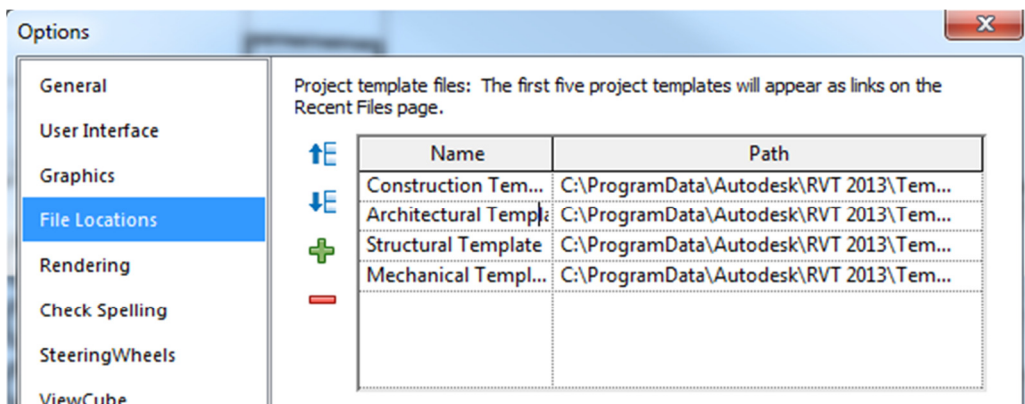 Options
General
User Interface
Graphics
File Locations
Rendering
Check Spelling
SteeringWheels
ViewCube
Project template files: The first five project templates will appear as links on the
Recent Files page.
Name Path
Construction Tem... C:\ProgramData\Autodesk\RVT 2013\Tem...
Architectural Templa C:\ProgramData\Autodesk\RVT 2013\Tem...
Structural Template C:\ProgramData\Autodesk\RVT 2013\Tem...
Mechanical Templ... C:\ProgramData\Autodesk\RVT 2013\Tem...